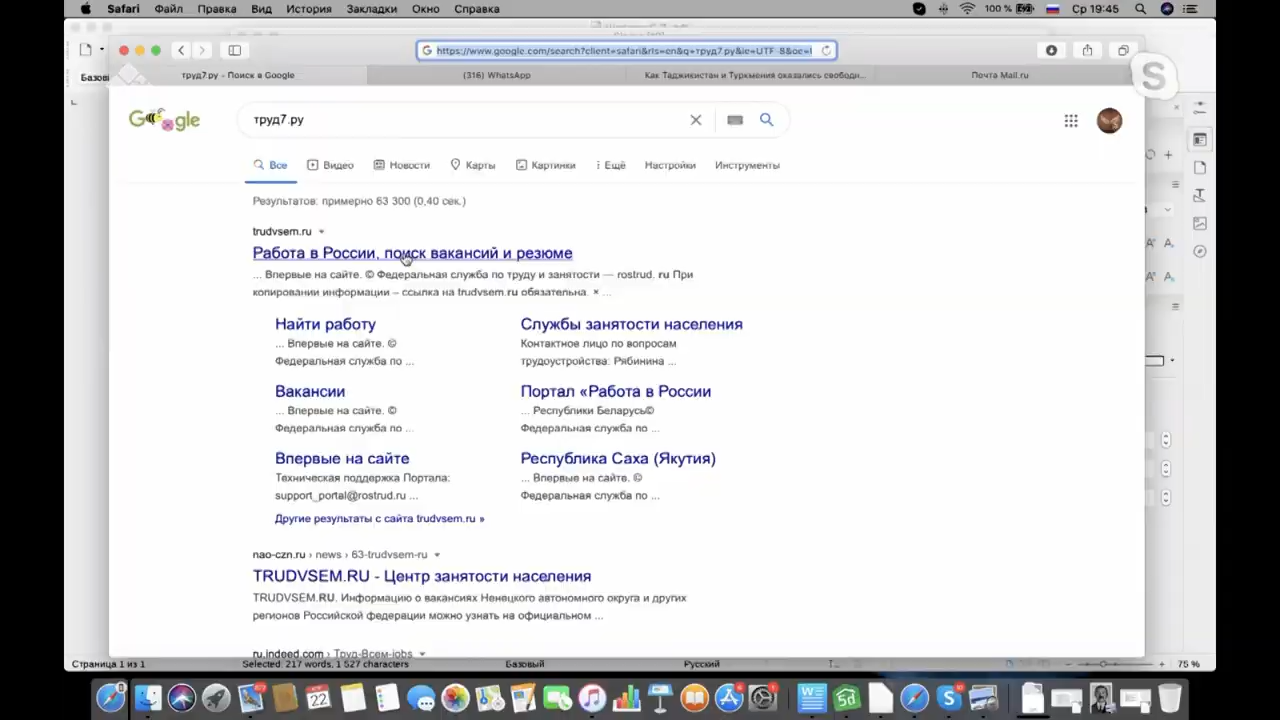 Safari Файл Правка Вид История Закладки Окно Справка 100 % Ср 19:45
https://www.google.com/search?client=safari&rls=en&q=труд7.ру&ie=UTF-8&oe=
Базов
труд7.ру – Поиск в Google
(316) WhatsApp
Как Таджикистан и Туркмения оказались свободн...
Почта Mail.ru
S
Google
труд7.ру
Все Видео Новости Карты Картинки Ещё Настройки Инструменты
Результатов: примерно 63 300 (0,40 сек.)
trudvsem.ru
Работа в России, поиск вакансий и резюме
... Впервые на сайте. © Федеральная служба по труду и занятости — rostrud. ru При
копировании информации – ссылка на trudvsem.ru обязательна. × ...
Найти работу
... Впервые на сайте. ©
Федеральная служба по ...
Службы занятости населения
Контактное лицо по вопросам
трудоустройства: Рябинина ...
Вакансии
... Впервые на сайте. ©
Федеральная служба по ...
Портал «Работа в России
... Республики Беларусь©
Федеральная служба по ...
Впервые на сайте
Техническая поддержка Портала:
support_portal@rostrud.ru ...
Республика Саха (Якутия)
... Впервые на сайте. ©
Федеральная служба по ...
Другие результаты с сайта trudvsem.ru »
nao-czn.ru › news › 63-trudvsem-ru
TRUDVSEM.RU - Центр занятости населения
TRUDVSEM.RU. Информацию о вакансиях Ненецкого автономного округа и других
регионов Российской федерации можно узнать на официальном ...
ru.indeed.com › Труд-Всем-jobs
Страница 1 из 1 Selected: 217 words, 1 527 characters Базовый Русский 75 %